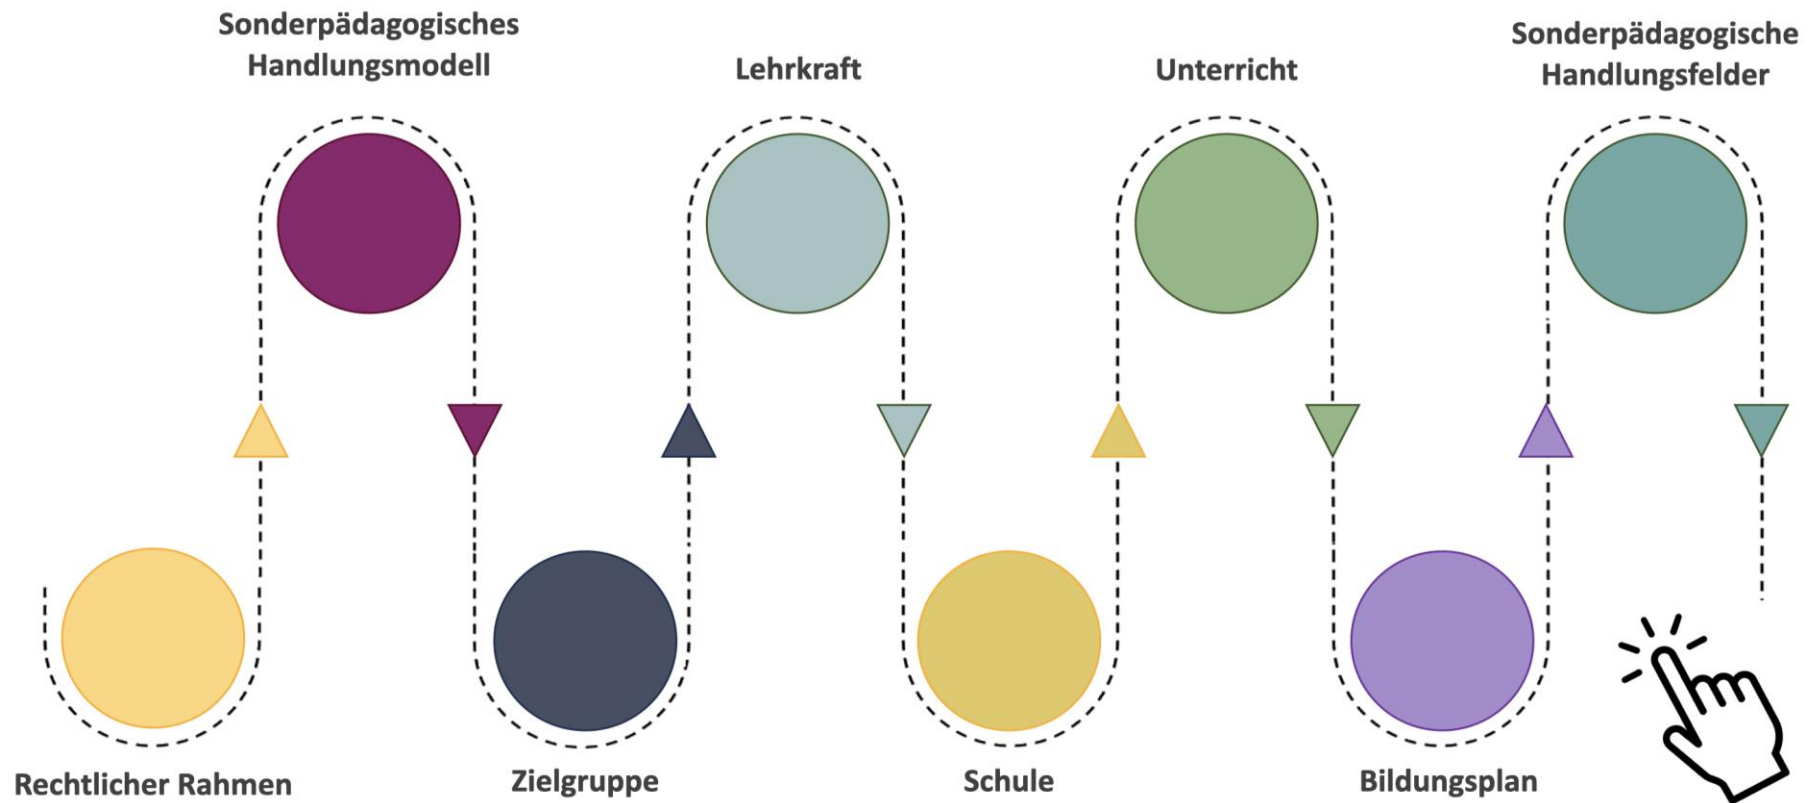 Sonderpädagogisches
Handlungsmodell
Lehrkraft
Unterricht
Sonderpädagogische
Handlungsfelder
Rechtlicher Rahmen
Zielgruppe
Schule
Bildungsplan